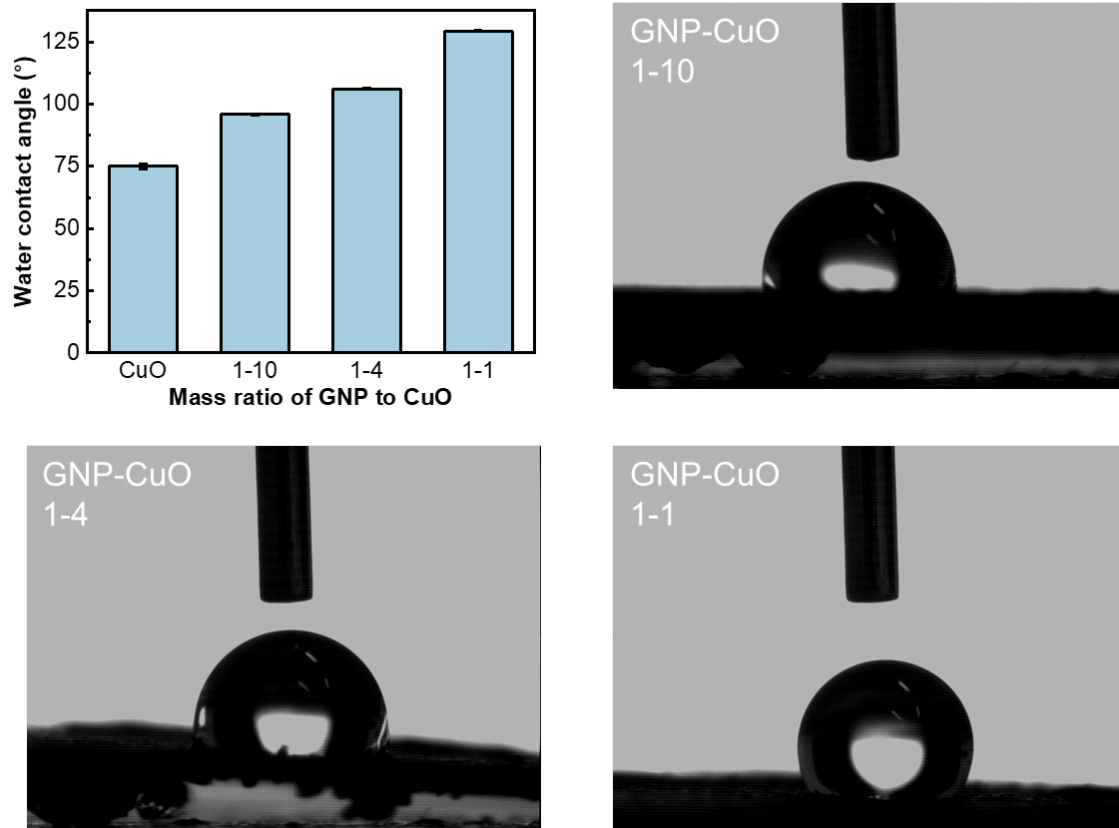 125
100
75
50
25
0
Water contact angle (°)
CuO 1-10 1-4 1-1
Mass ratio of GNP to CuO
GNP-CuO
1-10
GNP-CuO
1-4
GNP-CuO
1-1